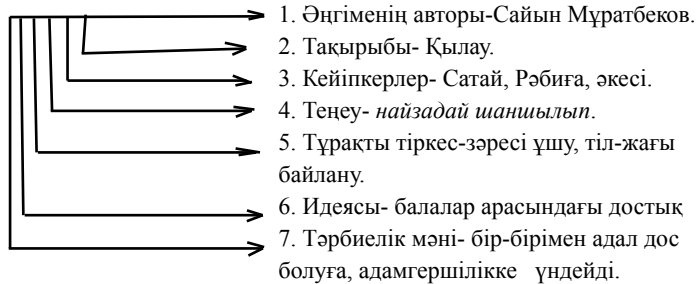 1. Әңгіменің авторы-Сайын Мұратбеков.
2. Тақырыбы- Қылау.
3. Кейіпкерлер- Сатай, Рәбиға, әкесі.
4. Теңеу- найзадай шаншылып.
5. Тұрақты тіркес-зәресі ұшу, тіл-жағы
байлану.
6. Идеясы- балалар арасындағы достық
7. Тәрбиелік мәні- бір-бірімен адал дос
болуға, адамгершілікке үндейді.